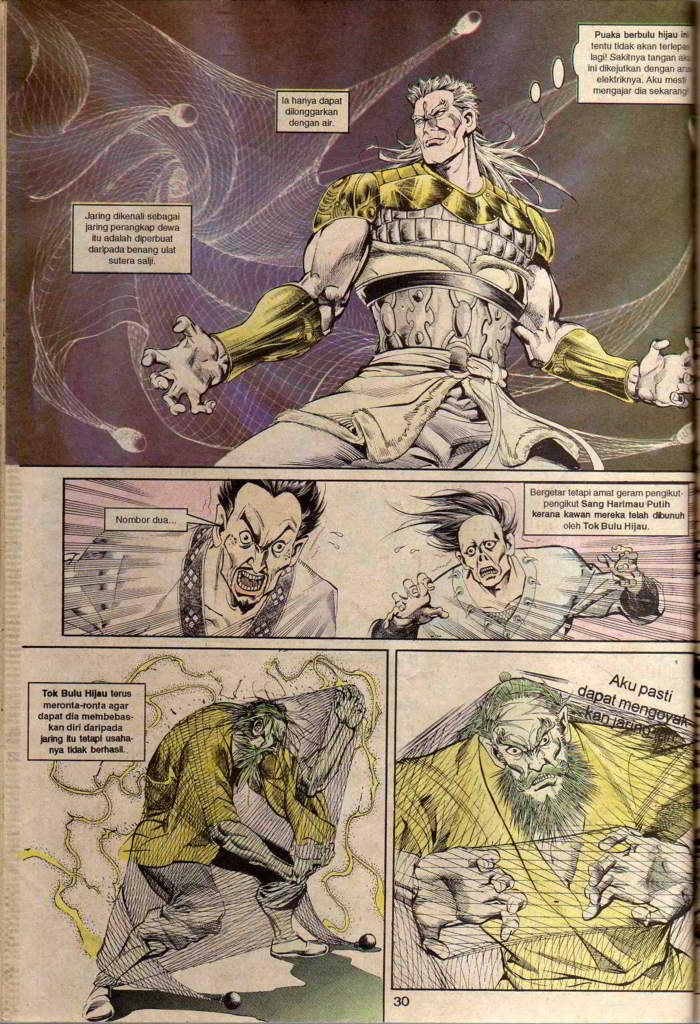 Puaka berbulu hijau ini
tentu tidak akan terlepas
lagi! Sakitnya tangan aku
ini dikejutkan dengan arus
elektriknya. Aku mesti
mengajar dia sekarang!
Ia hanya dapat
dilonggarkan
dengan air.
Jaring dikenali sebagai
jaring perangkap dewa
itu adalah diperbuat
daripada benang ulat
sutera salji.
Nombor dua...
Bergetar tetapi amat geram pengikut-
pengikut Sang Harimau Putih
kerana kawan mereka telah dibunuh
oleh Tok Bulu Hijau.
Tok Bulu Hijau terus
meronta-ronta agar
dapat dia membebas-
kan diri daripada
jaring itu tetapi usaha-
nya tidak berhasil.
Aku pasti
dapat mengoyak-
kan jaring
30